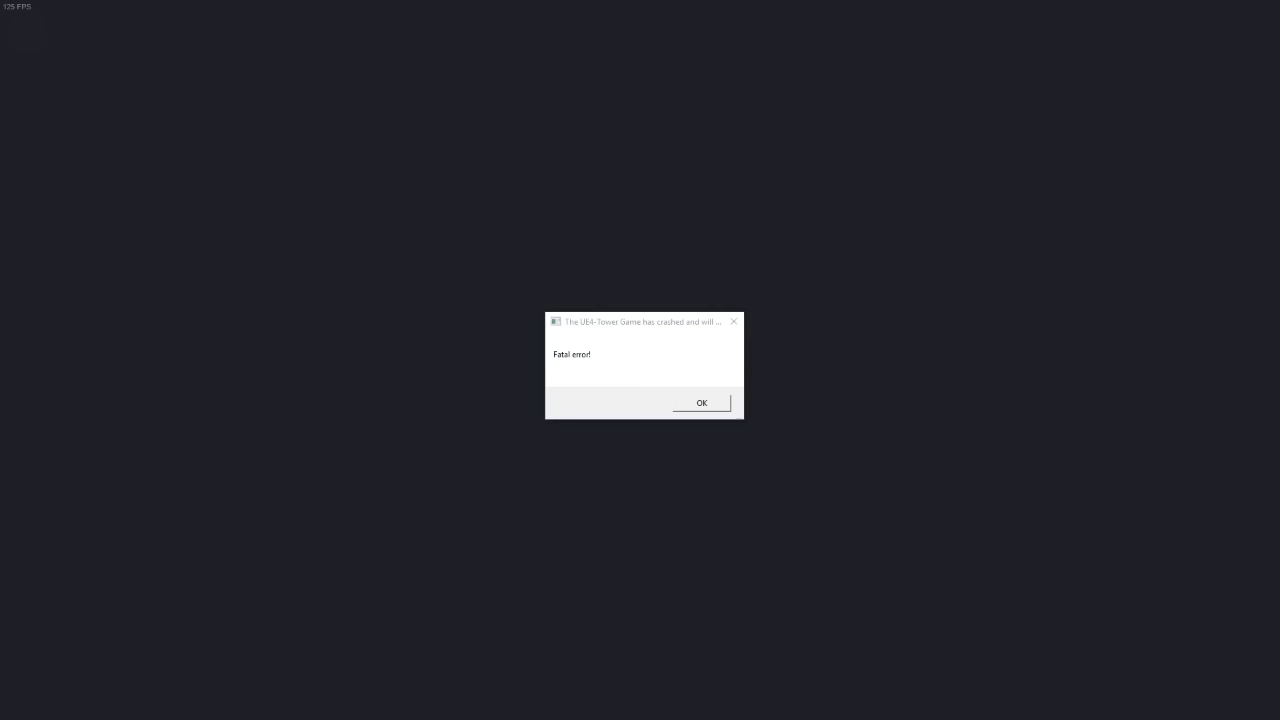 125 FPS
The UE4-Tower Game has crashed and will ...
Fatal error!
OK